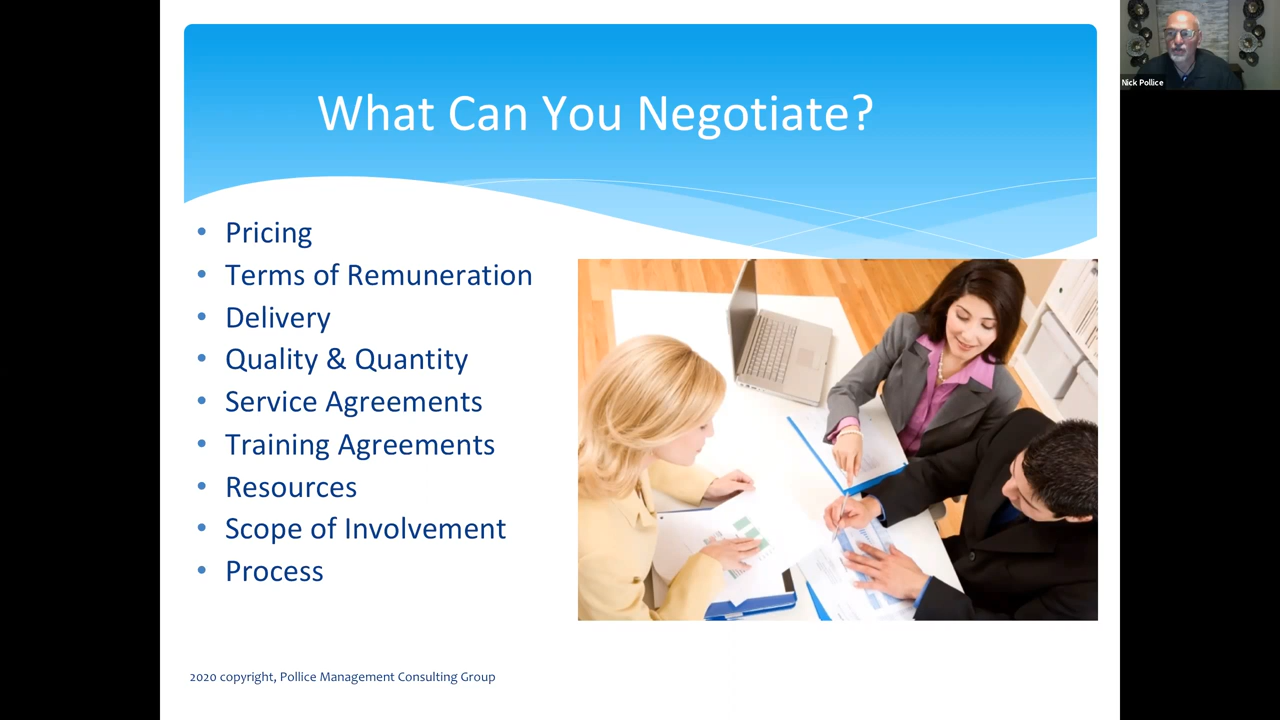 What Can You Negotiate?
• Pricing
• Terms of Remuneration
• Delivery
• Quality & Quantity
• Service Agreements
• Training Agreements
• Resources
• Scope of Involvement
• Process
2020 copyright, Pollice Management Consulting Group
Nick Pollice